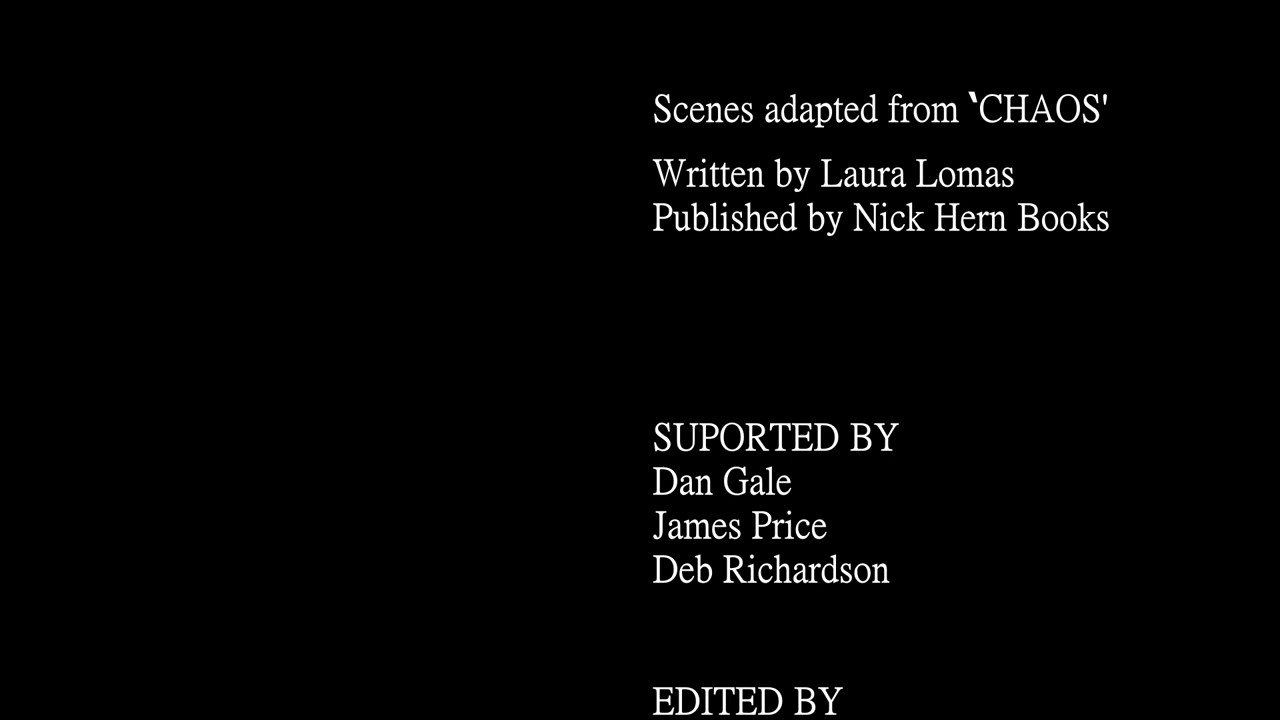 Scenes adapted from ‛CHAOS'
Written by Laura Lomas
Published by Nick Hern Books
SUPORTED BY
Dan Gale
James Price
Deb Richardson
EDITED BY